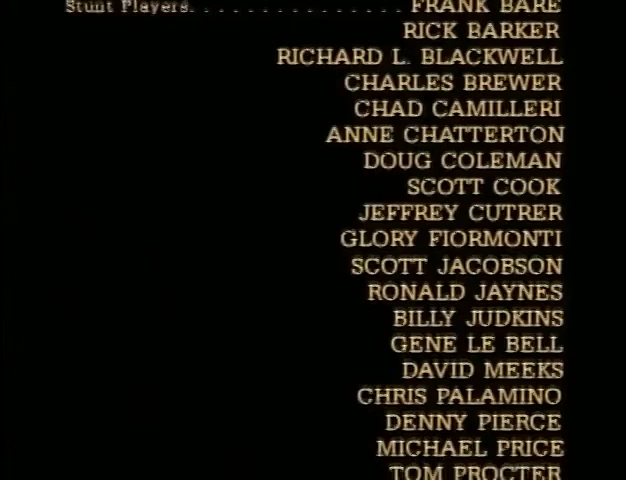 Stunt Players. . . . . . . . . . . . . . . . FRANK BARE
RICK BARKER
RICHARD L. BLACKWELL
CHARLES BREWER
CHAD CAMILLERI
ANNE CHATTERTON
DOUG COLEMAN
SCOTT COOK
JEFFREY CUTRER
GLORY FIORMONTI
SCOTT JACOBSON
RONALD JAYNES
BILLY JUDKINS
GENE LE BELL
DAVID MEEKS
CHRIS PALAMINO
DENNY PIERCE
MICHAEL PRICE
TOM PROCTER